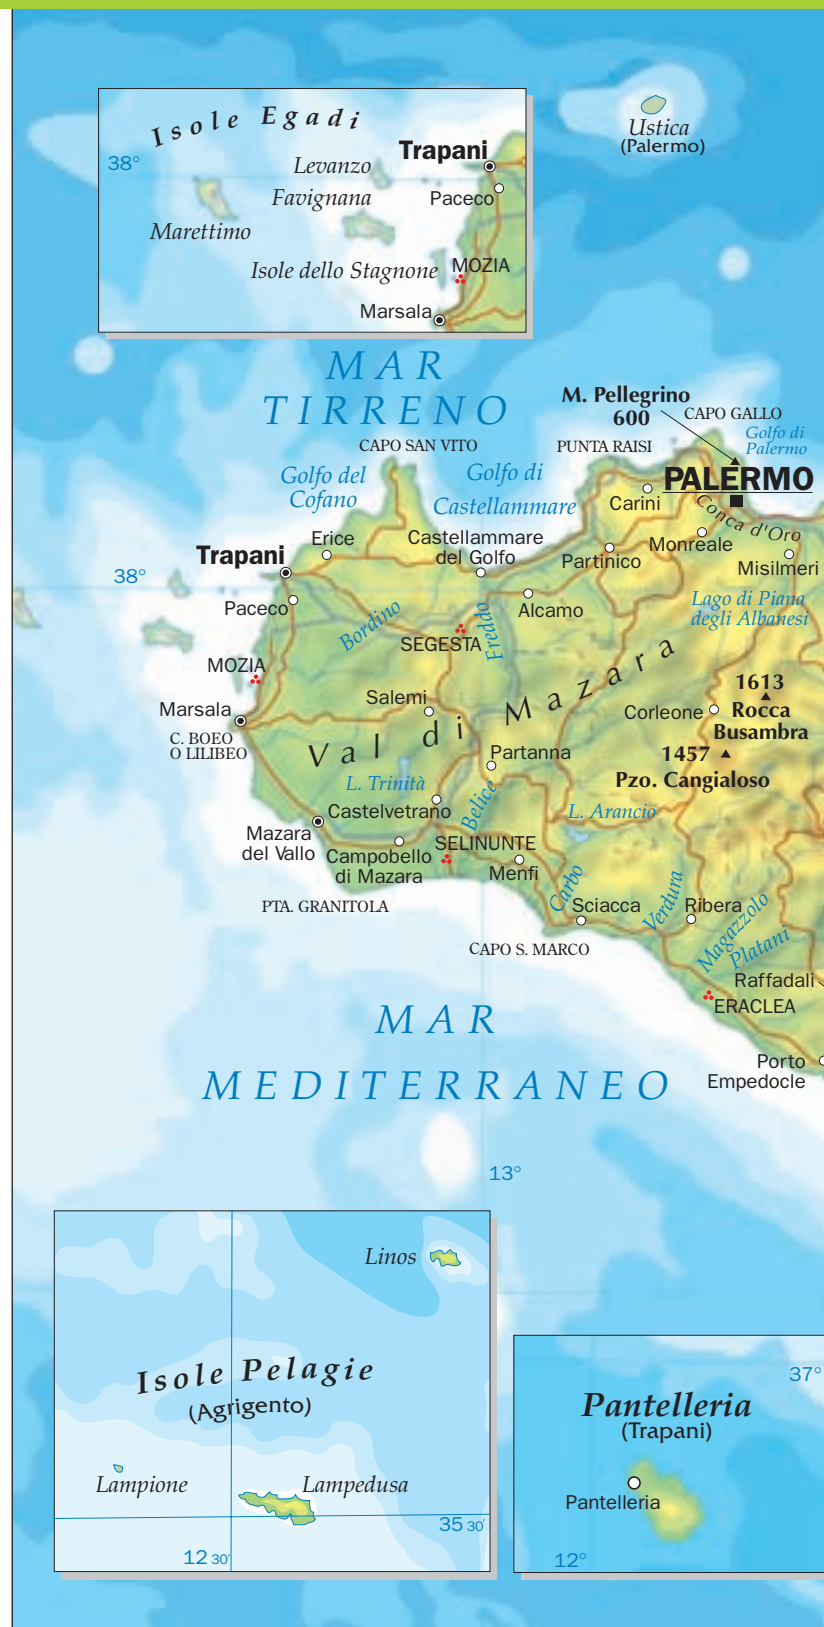 Isole Egadi
38°
Levanzo
Trapani
Favignana
Paceco
Marettimo
Isole dello Stagnone
MOZIA
Marsala
Ustica
(Palermo)
MAR
TIRRENO
M. Pellegrino
600
CAPO GALLO
Golfo di
Palermo
CAPO SAN VITO
PUNTA RAISI
Golfo del
Cofano
Golfo di
Castellammare
PALERMO
Carini
Conca d'Oro
Erice
Castellammare
del Golfo
Trapani
Partinico
Monreale
Misilmeri
38°
Paceco
Bordino
Freddo
Alcamo
Lago di Piana
degli Albanesi
SEGESTA
MOZIA
Salemi
Val di Mazara
1613
Rocca
Busambra
Corleone
Marsala
C. BOEO
O LILIBEO
Partanna
1457
Pzo. Cangialoso
L. Trinità
Castelvetrano
Belice
L. Arancio
Mazara
del Vallo
Campobello
di Mazara
SELINUNTE
Menfi
Carbo
PTA. GRANITOLA
Sciacca
Verdura
Ribera
Magazzolo
Platani
CAPO S. MARCO
Raffadali
ERACLEA
MAR
MEDITERRANEO
Porto
Empedocle
13°
Linos
Isole Pelagie
(Agrigento)
Lampione
Lampedusa
35 30'
12 30'
37°
Pantelleria
(Trapani)
Pantelleria
12°